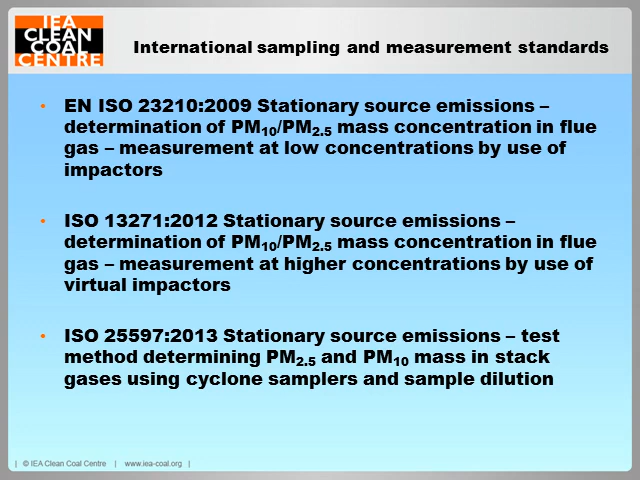 IEA
CLEAN
COAL
CENTRE
International sampling and measurement standards
• EN ISO 23210:2009 Stationary source emissions –
determination of PM₁₀/PM₂.₅ mass concentration in flue
gas – measurement at low concentrations by use of
impactors
• ISO 13271:2012 Stationary source emissions –
determination of PM₁₀/PM₂.₅ mass concentration in flue
gas – measurement at higher concentrations by use of
virtual impactors
• ISO 25597:2013 Stationary source emissions – test
method determining PM₂.₅ and PM₁₀ mass in stack
gases using cyclone samplers and sample dilution
| © IEA Clean Coal Centre | www.iea-coal.org |